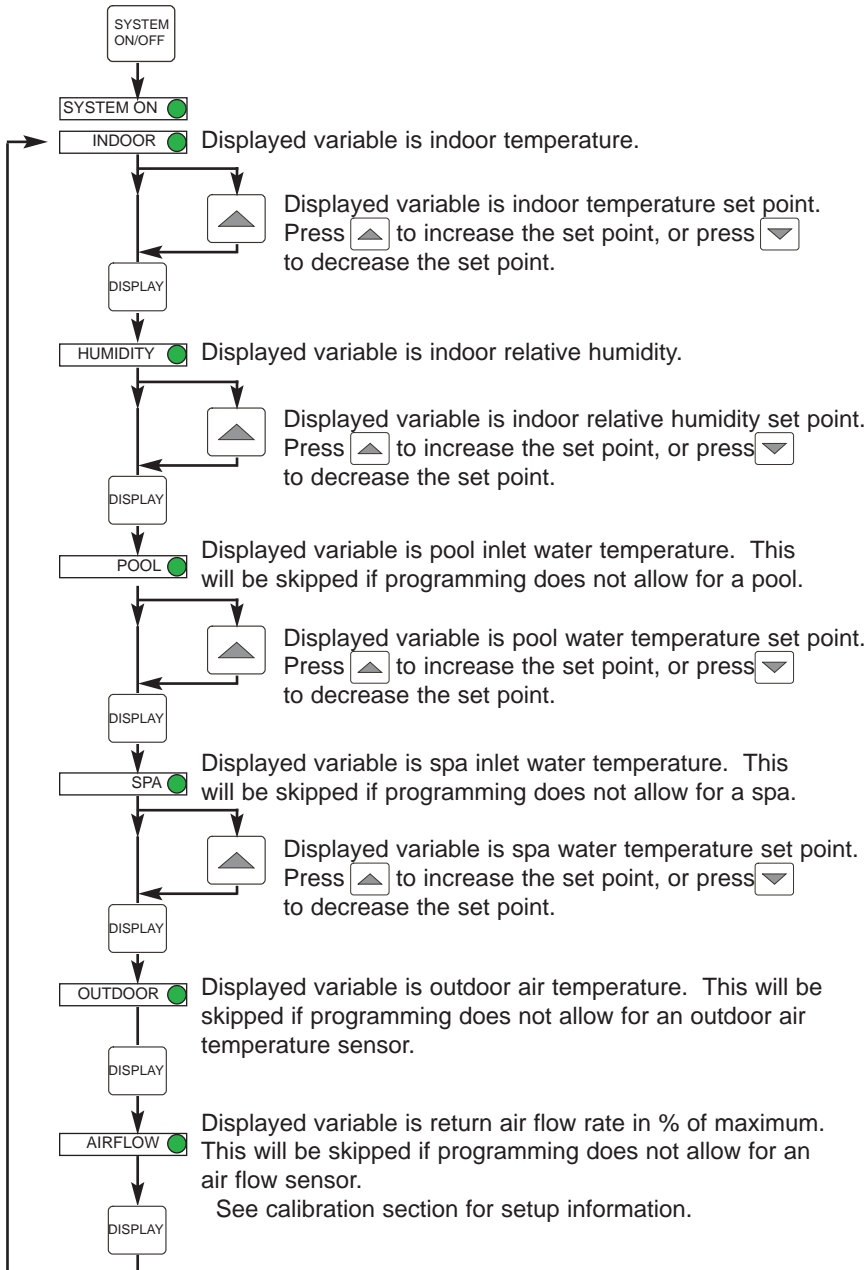 SYSTEM
ON/OFF
SYSTEM ON
INDOOR
Displayed variable is indoor temperature.
Displayed variable is indoor temperature set point.
Press to increase the set point, or press
to decrease the set point.
DISPLAY
HUMIDITY
Displayed variable is indoor relative humidity.
Displayed variable is indoor relative humidity set point.
Press to increase the set point, or press
to decrease the set point.
DISPLAY
POOL
Displayed variable is pool inlet water temperature. This
will be skipped if programming does not allow for a pool.
Displayed variable is pool water temperature set point.
Press to increase the set point, or press
to decrease the set point.
DISPLAY
SPA
Displayed variable is spa inlet water temperature. This
will be skipped if programming does not allow for a spa.
Displayed variable is spa water temperature set point.
Press to increase the set point, or press
to decrease the set point.
DISPLAY
OUTDOOR
Displayed variable is outdoor air temperature. This will be
skipped if programming does not allow for an outdoor air
temperature sensor.
DISPLAY
AIRFLOW
Displayed variable is return air flow rate in % of maximum.
This will be skipped if programming does not allow for an
air flow sensor.
See calibration section for setup information.
DISPLAY